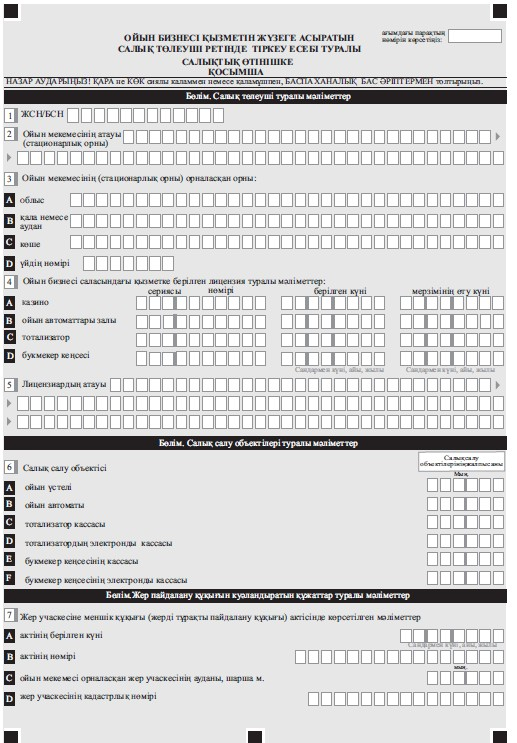 ОЙЫН БИЗНЕСІ ҚЫЗМЕТІН ЖҮЗЕГЕ АСЫРАТЫН
САЛЫҚ ТӨЛЕУШІ РЕТІНДЕ ТІРКЕУ ЕСЕБІ ТУРАЛЫ
САЛЫҚТЫҚ ӨТІНІШКЕ
ҚОСЫМША
ағымдағы парақтың
нөмірін көрсетіңіз:
НАЗАР АУДАРЫҢЫЗ! ҚАРА не КӨК сиялы қаламмен немесе қаламұшпен, БАСПАХАНАЛЫҚ БАС ӘРІПТЕРМЕН толтырыңыз.
Бөлім. Салық төлеуші туралы мәліметтер
1 ЖСН/БСН
2 Ойын мекемесінің атауы
(стационарлық орны)
3 Ойын мекемесінің (стационарлық орны) орналасқан орны:
A облыс
B қала немесе
аудан
C көше
D үйдің нөмірі
4 Ойын бизнесі саласындағы қызметке берілген лицензия туралы мәліметтер:
сериясы нөмірі берілген күні мерзімінің өту күні
A казино
B ойын автоматтары залы
C тотализатор
D букмекер кеңсесі
Сандармен күні, айы, жылы Сандармен күні, айы, жылы
5 Лицензиардың атауы
Бөлім. Салық салу объектілері туралы мәліметтер
6 Салық салу объектісі
Салық салу
объектілерінің жалпы саны
Мың.
A ойын үстелі
B ойын автоматы
C тотализатор кассасы
D тотализатордың электронды кассасы
E букмекер кеңсесінің кассасы
F букмекер кеңсесінің электронды кассасы
Бөлім. Жер пайдалану құқығын куәландыратын құжаттар туралы мәліметтер
7 Жер учаскесіне меншік құқығы (жерді тұрақты пайдалану құқығы) актісінде көрсетілген мәліметтер
A актінің берілген күні
Сандармен күні, айы, жылы
B актінің нөмірі
мың.
C ойын мекемесі орналасқан жер учаскесінің ауданы, шаршы м.
D жер учаскесінің кадастрлық нөмірі